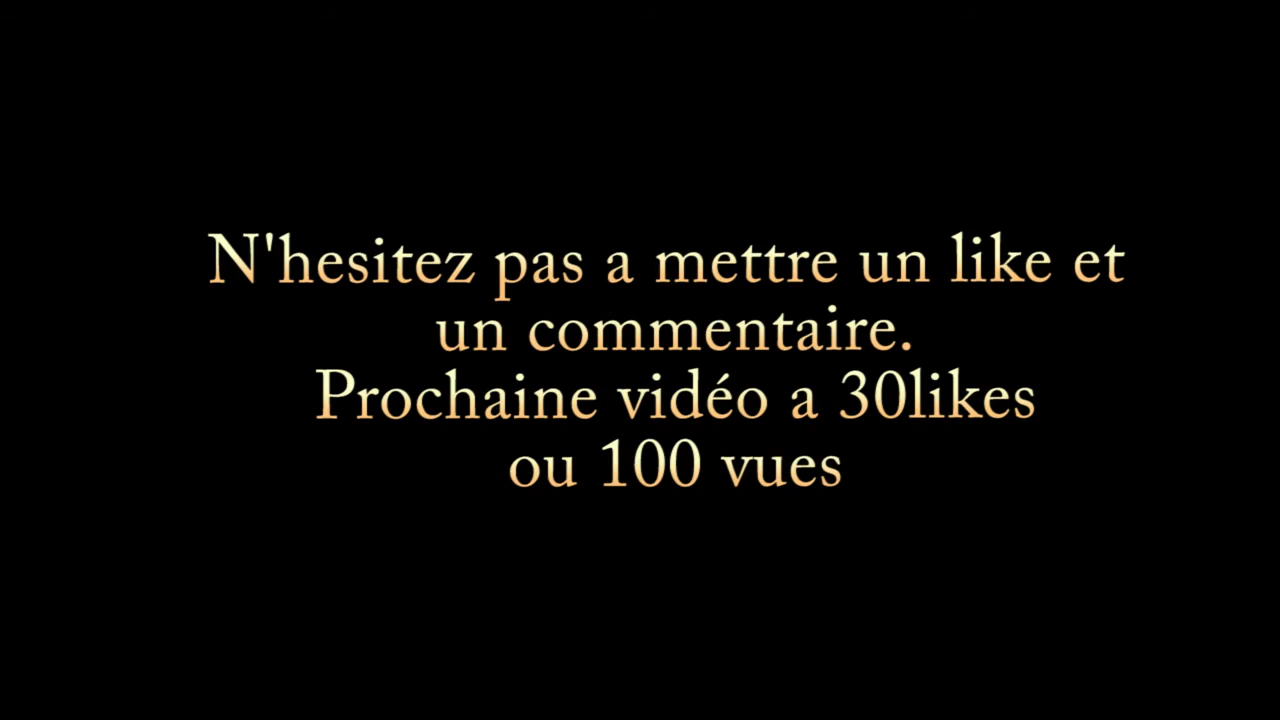 N'hesitez pas a mettre un like et
un commentaire.
Prochaine vidéo a 30likes
ou 100 vues